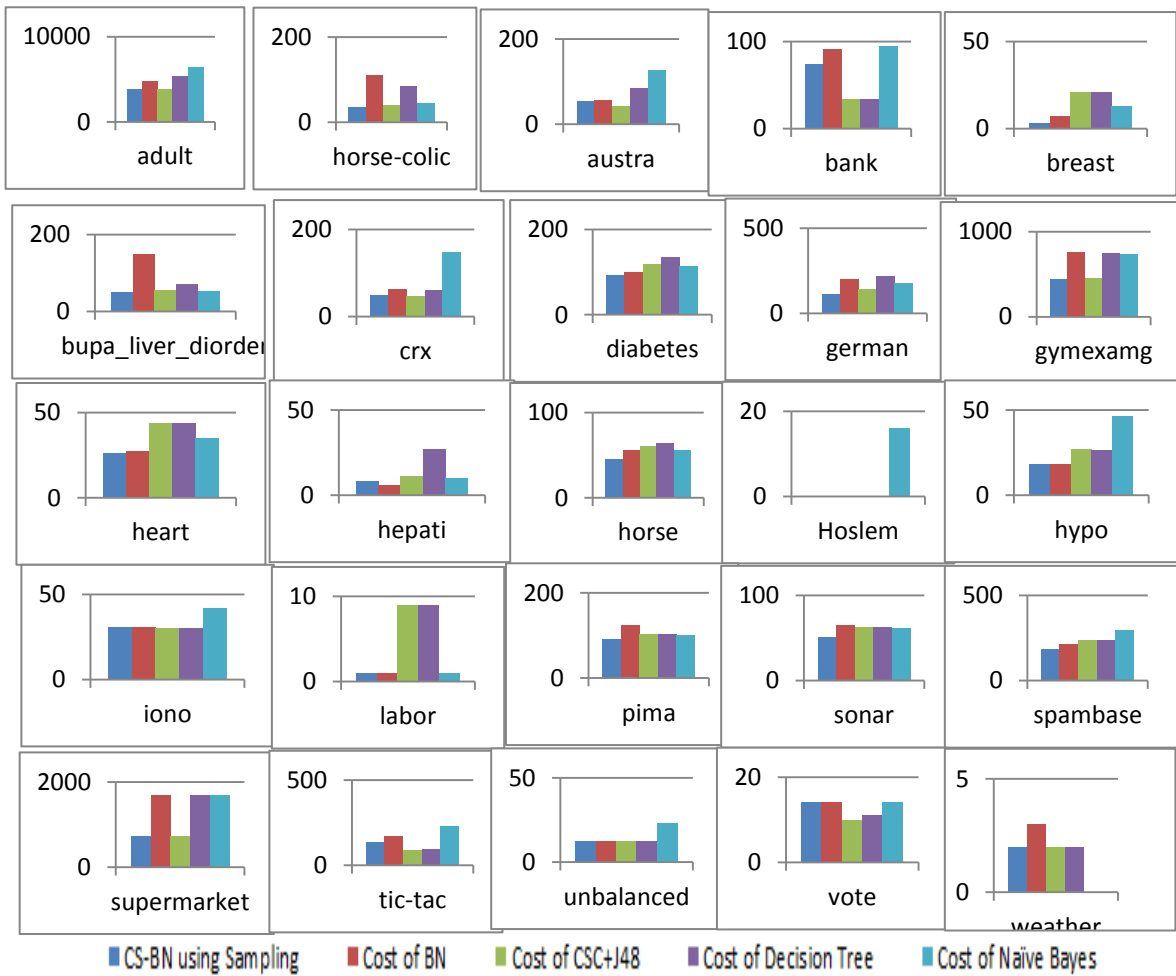 10000
0
adult
200
0
horse-colic
200
0
austra
100
0
bank
50
0
breast
200
0
bupa_liver_diorder
200
0
crx
200
0
diabetes
500
0
german
1000
0
gymexamg
50
0
heart
50
0
hepati
100
0
horse
20
0
Hoslem
50
0
hypo
50
0
iono
10
0
labor
200
0
pima
100
0
sonar
500
0
spambase
2000
0
supermarket
500
0
tic-tac
50
0
unbalanced
20
0
vote
5
0
weather
CS-BN using Sampling Cost of BN Cost of CSC+J48 Cost of Decision Tree Cost of Naïve Bayes